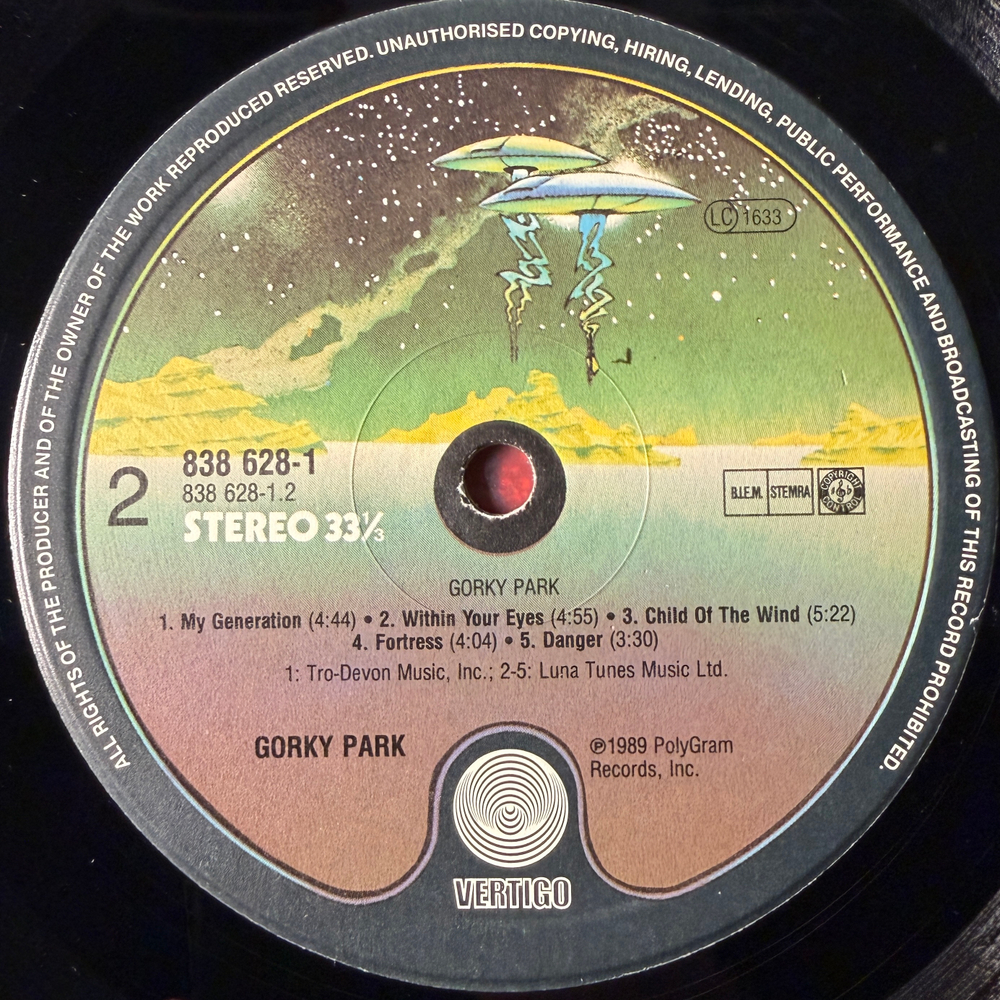 ALL RIGHTS OF THE PRODUCER AND OF THE OWNER OF THE WORK REPRODUCED RESERVED. UNAUTHORISED COPYING, HIRING, LENDING, PUBLIC PERFORMANCE AND BROADCASTING OF THIS RECORD PROHIBITED.
LC 1633
2
838 628-1
838 628-1.2
STEREO 33⅓
B.I.E.M. STEMRA COPYRIGHT CONTROL
GORKY PARK
1. My Generation (4:44) • 2. Within Your Eyes (4:55) • 3. Child Of The Wind (5:22)
4. Fortress (4:04) • 5. Danger (3:30)
1: Tro-Devon Music, Inc.; 2-5: Luna Tunes Music Ltd.
GORKY PARK
℗1989 PolyGram
Records, Inc.
VERTIGO